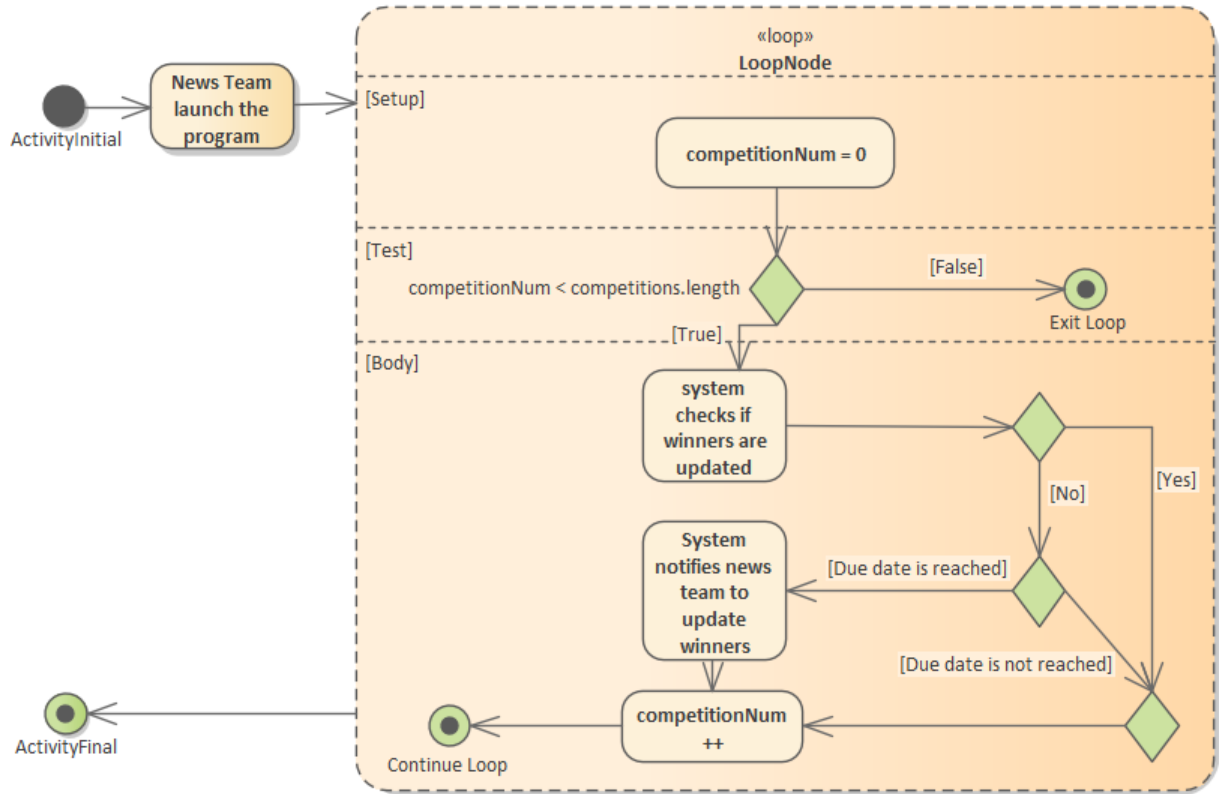 «loop»
LoopNode
News Team
launch the
program
ActivityInitial
[Setup]
competitionNum = 0
[Test]
competitionNum < competitions.length
[False]
Exit Loop
[True]
[Body]
system
checks if
winners are
updated
[No]
[Yes]
System
notifies news
team to
update
winners
[Due date is reached]
[Due date is not reached]
competitionNum
++
Continue Loop
ActivityFinal